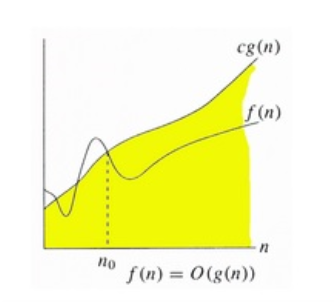 cg(n)
f(n)
n
n₀
f(n) = O(g(n))